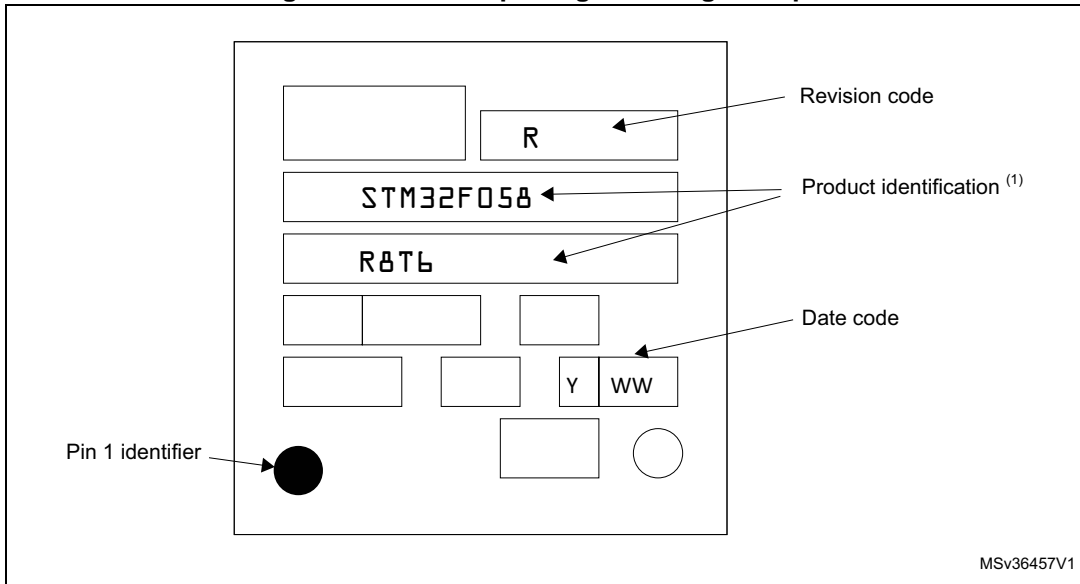 Revision code
R
Product identification (1)
STM32F058
R8T6
Date code
Y WW
Pin 1 identifier
MSv36457V1